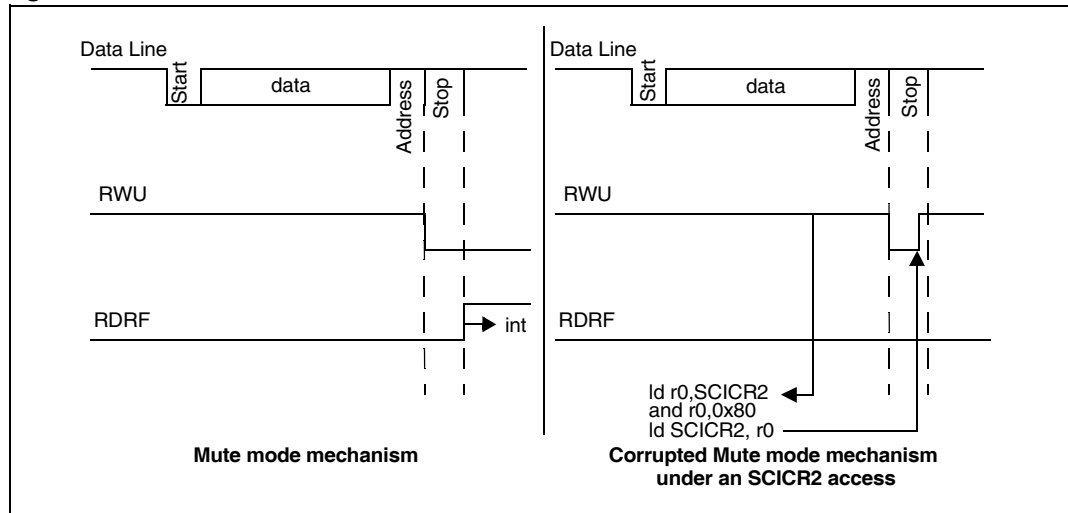 Data Line
Start
data
Address
Stop
RWU
RDRF
int
Mute mode mechanism
Data Line
Start
data
Address
Stop
RWU
RDRF
ld r0,SCICR2
and r0,0x80
ld SCICR2, r0
Corrupted Mute mode mechanism
under an SCICR2 access